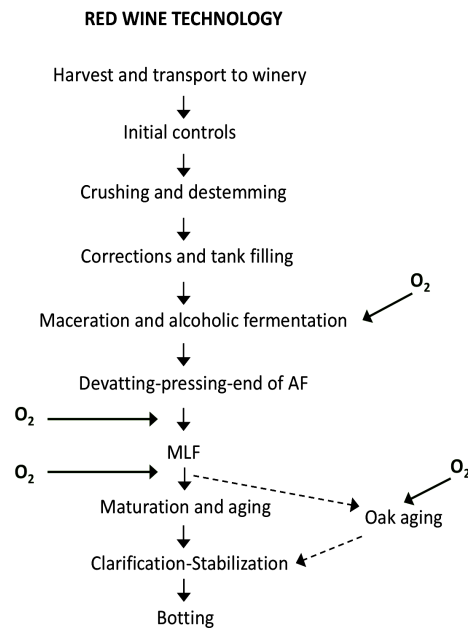 RED WINE TECHNOLOGY
Harvest and transport to winery
Initial controls
Crushing and destemming
Corrections and tank filling
O₂
Maceration and alcoholic fermentation
Devatting-pressing-end of AF
O₂
MLF
O₂
O₂
Maturation and aging
Oak aging
Clarification-Stabilization
Botting